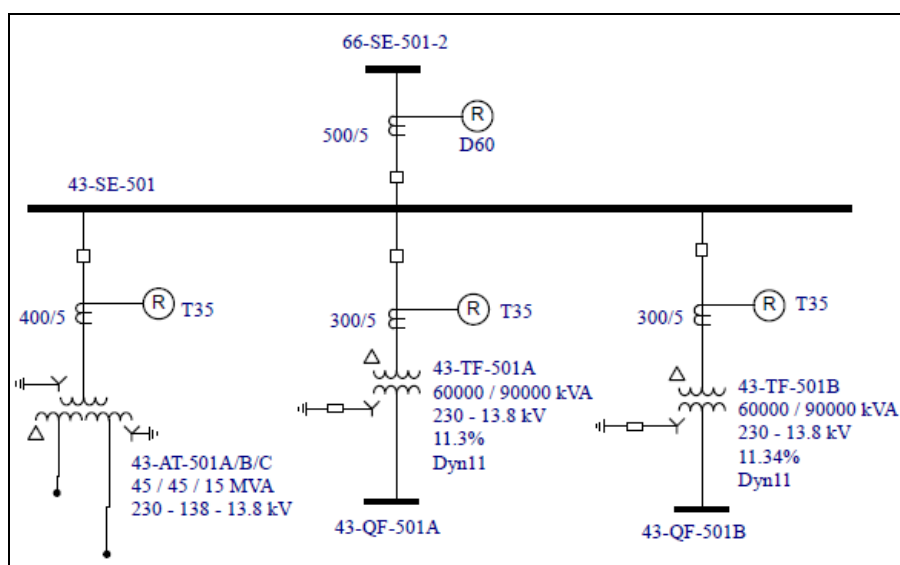 66-SE-501-2
500/5
R
D60
43-SE-501
400/5
R
T35
300/5
R
T35
300/5
R
T35
43-TF-501A
60000 / 90000 kVA
230 - 13.8 kV
11.3%
Dyn11
43-TF-501B
60000 / 90000 kVA
230 - 13.8 kV
11.34%
Dyn11
43-AT-501A/B/C
45 / 45 / 15 MVA
230 - 138 - 13.8 kV
43-QF-501A
43-QF-501B